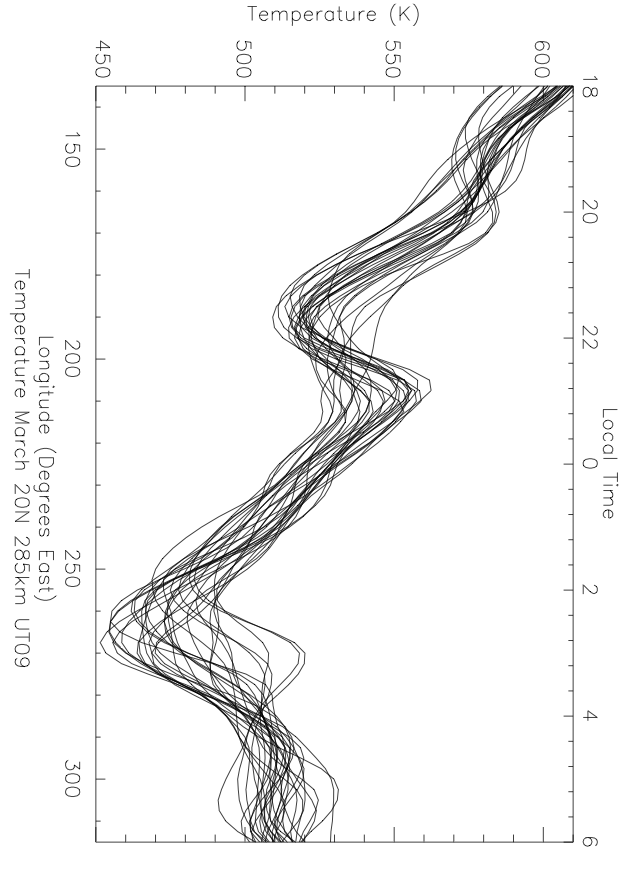 Local Time
18 20 22 0 2 4 6
Temperature (K)
600
550
500
450
150 200 250 300
Longitude (Degrees East)
Temperature March 20N 285km UT09